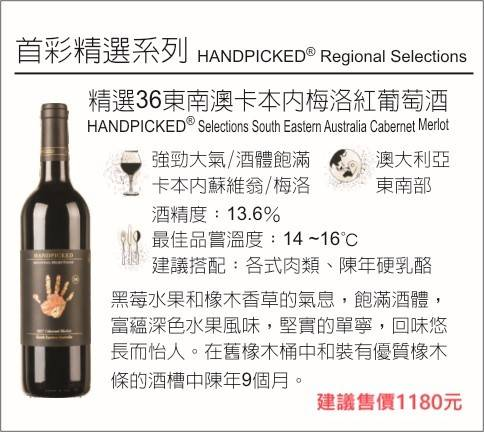 首彩精選系列 HANDPICKED® Regional Selections
精選36東南澳卡本內梅洛紅葡萄酒
HANDPICKED® Selections South Eastern Australia Cabernet Merlot
強勁大氣/酒體飽滿 澳大利亞
卡本內蘇維翁/梅洛 東南部
酒精度：13.6%
最佳品嘗溫度：14 ~16℃
建議搭配：各式肉類、陳年硬乳酪
HANDPICKED
黑莓水果和橡木香草的氣息，飽滿酒體，
富蘊深色水果風味，堅實的單寧，回味悠
長而怡人。在舊橡木桶中和裝有優質橡木
條的酒槽中陳年9個月。
建議售價1180元